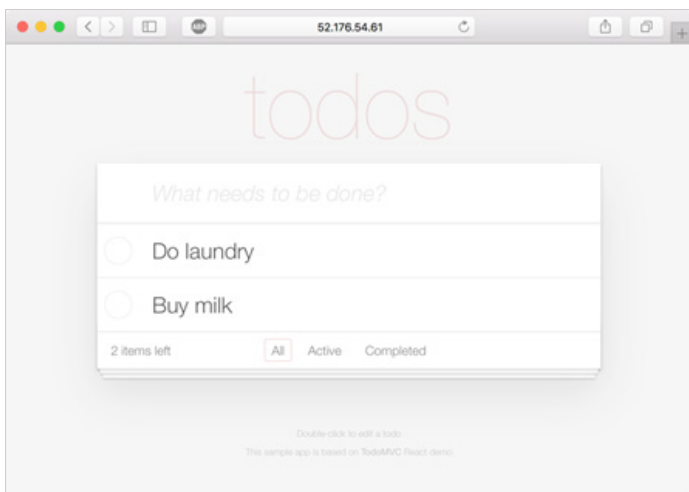 ABP 52.176.54.61
todos
What needs to be done?
Do laundry
Buy milk
2 items left All Active Completed
Double-click to edit a todo
This sample app is based on TodoMVC React demo